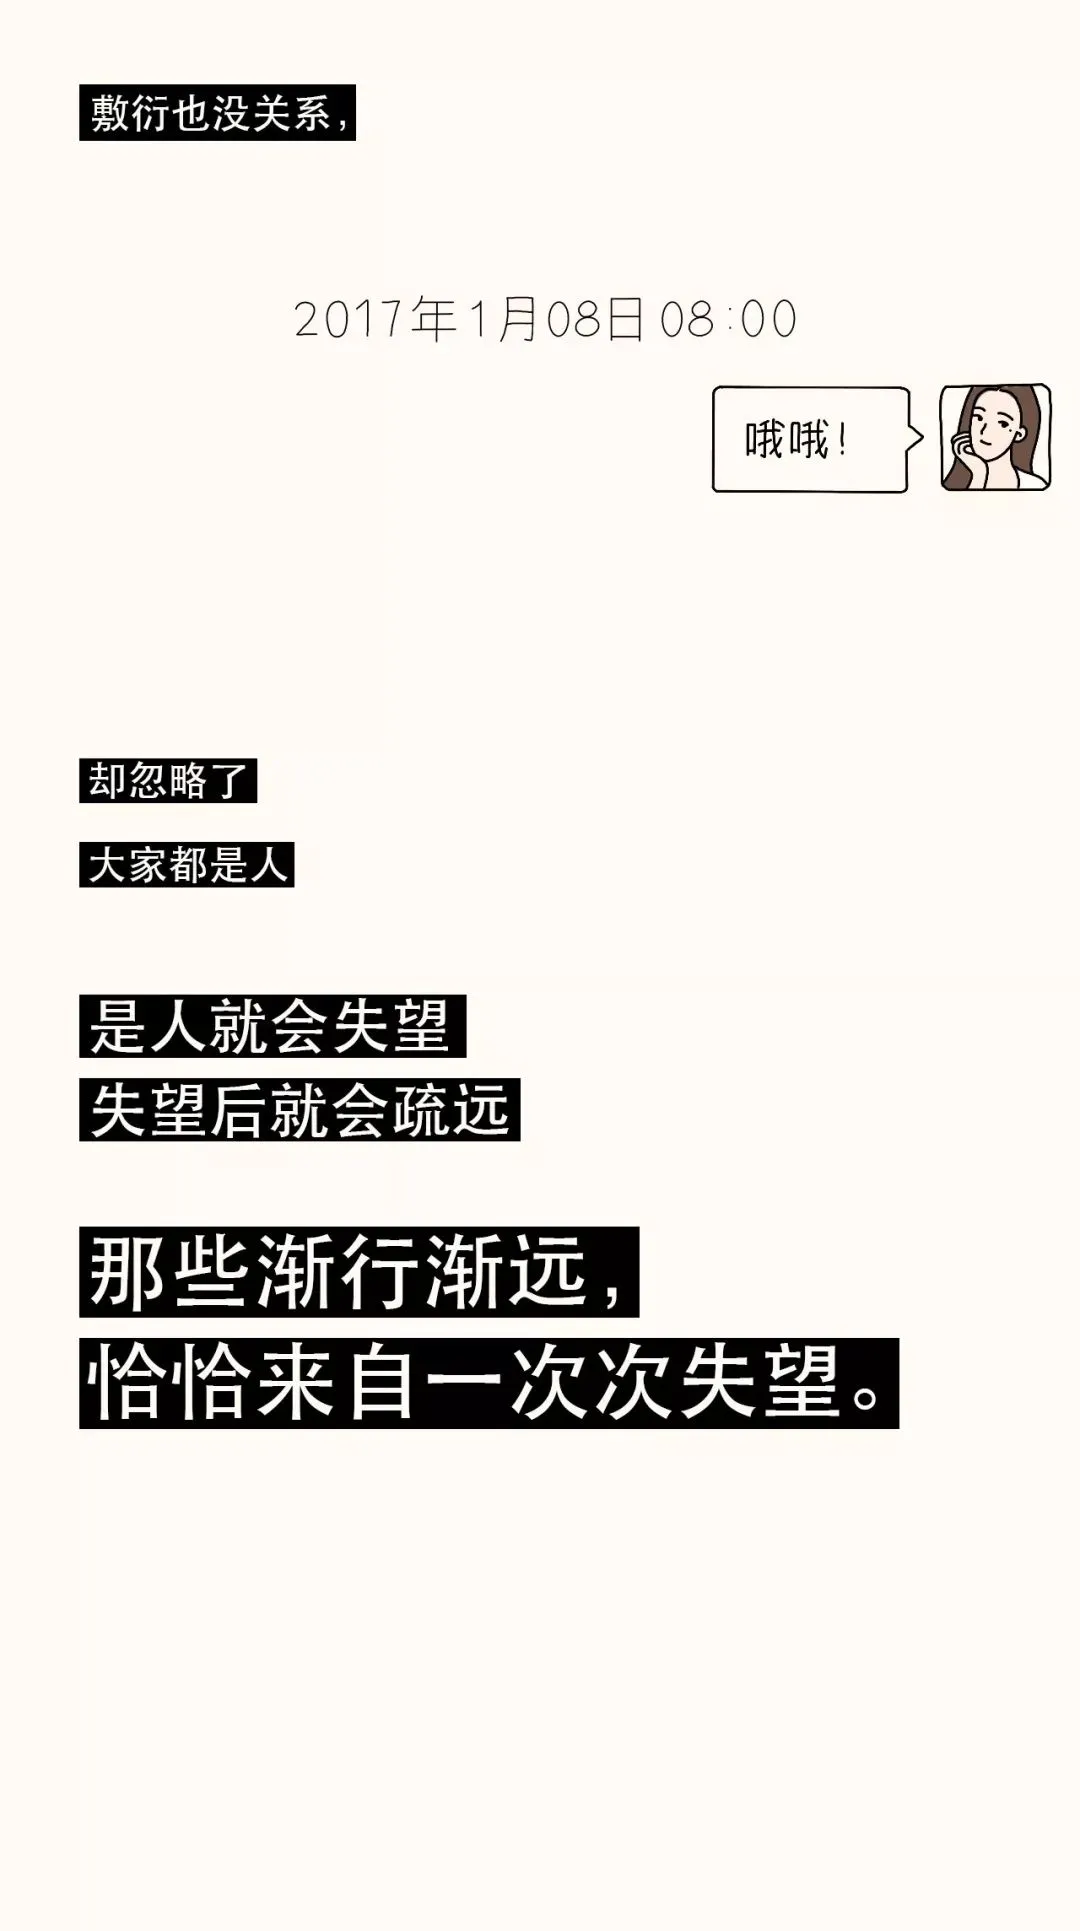 敷衍也没关系，
2017年1月08日 08:00
哦哦！
却忽略了
大家都是人
是人就会失望
失望后就会疏远
那些渐行渐远，
恰恰来自一次次失望。